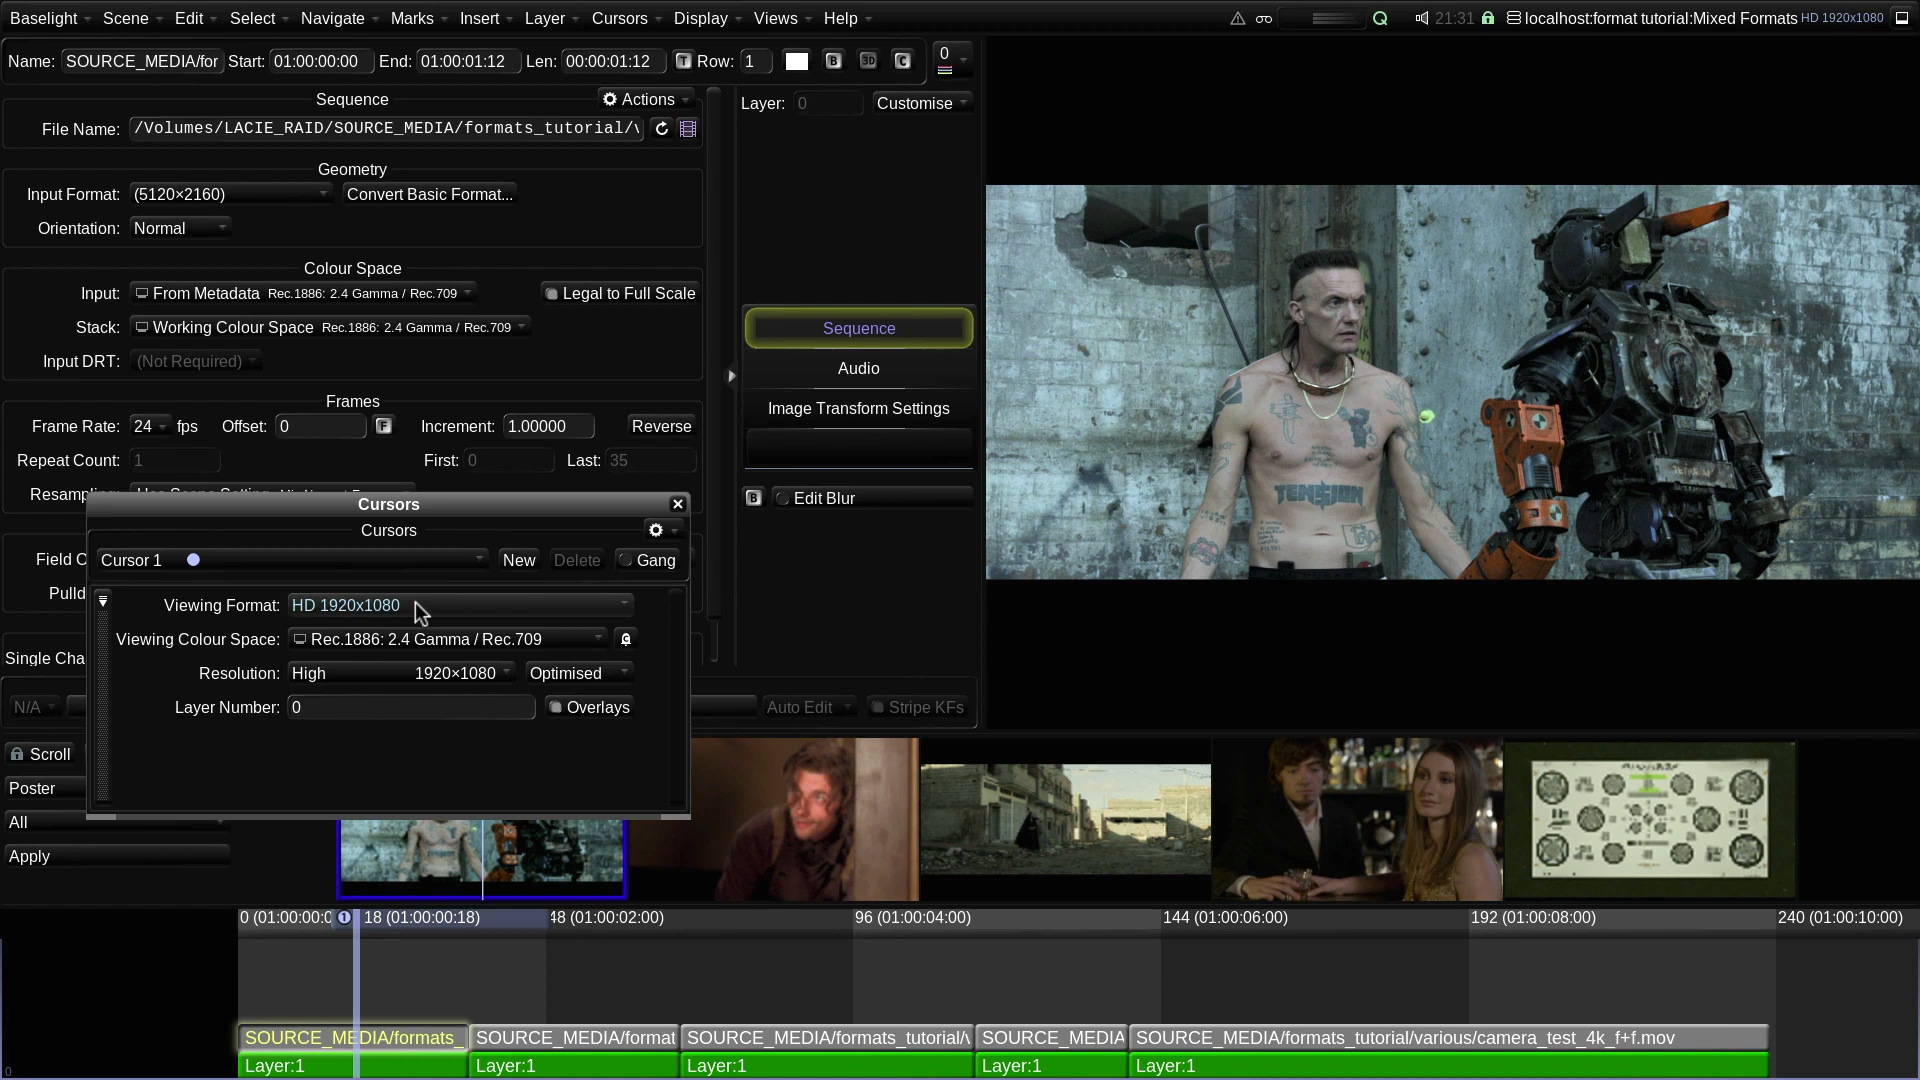 Baselight Scene Edit Select Navigate Marks Insert Layer Cursors Display Views Help 21:31 localhost:format tutorial:Mixed Formats HD 1920x1080
Name: SOURCE_MEDIA/for Start: 01:00:00:00 End: 01:00:01:12 Len: 00:00:01:12 T Row: 1 B 3D C 0
Sequence Actions
Layer: 0 Customise
File Name: /Volumes/LACIE_RAID/SOURCE_MEDIA/formats_tutorial/v
Geometry
Input Format: (5120×2160) Convert Basic Format...
Orientation: Normal
Colour Space
Input: From Metadata Rec.1886: 2.4 Gamma / Rec.709 Legal to Full Scale
Stack: Working Colour Space Rec.1886: 2.4 Gamma / Rec.709
Input DRT: (Not Required)
Sequence
Audio
Image Transform Settings
B Edit Blur
Frames
Frame Rate: 24 fps Offset: 0 F Increment: 1.00000 Reverse
Repeat Count: 1 First: 0 Last: 35
Resampl
Field O
Pulld
Single Cha
N/A Auto Edit Stripe KFs
Cursors
Cursors
Cursor 1 New Delete Gang
Viewing Format: HD 1920x1080
Viewing Colour Space: Rec.1886: 2.4 Gamma / Rec.709
Resolution: High 1920×1080 Optimised
Layer Number: 0 Overlays
TENSION
Scroll
Poster
All
Apply
0 (01:00:00:0 1 18 (01:00:00:18) 48 (01:00:02:00) 96 (01:00:04:00) 144 (01:00:06:00) 192 (01:00:08:00) 240 (01:00:10:00)
SOURCE_MEDIA/formats_ SOURCE_MEDIA/format SOURCE_MEDIA/formats_tutorial/v SOURCE_MEDIA SOURCE_MEDIA/formats_tutorial/various/camera_test_4k_f+f.mov
0 Layer:1 Layer:1 Layer:1 Layer:1 Layer:1